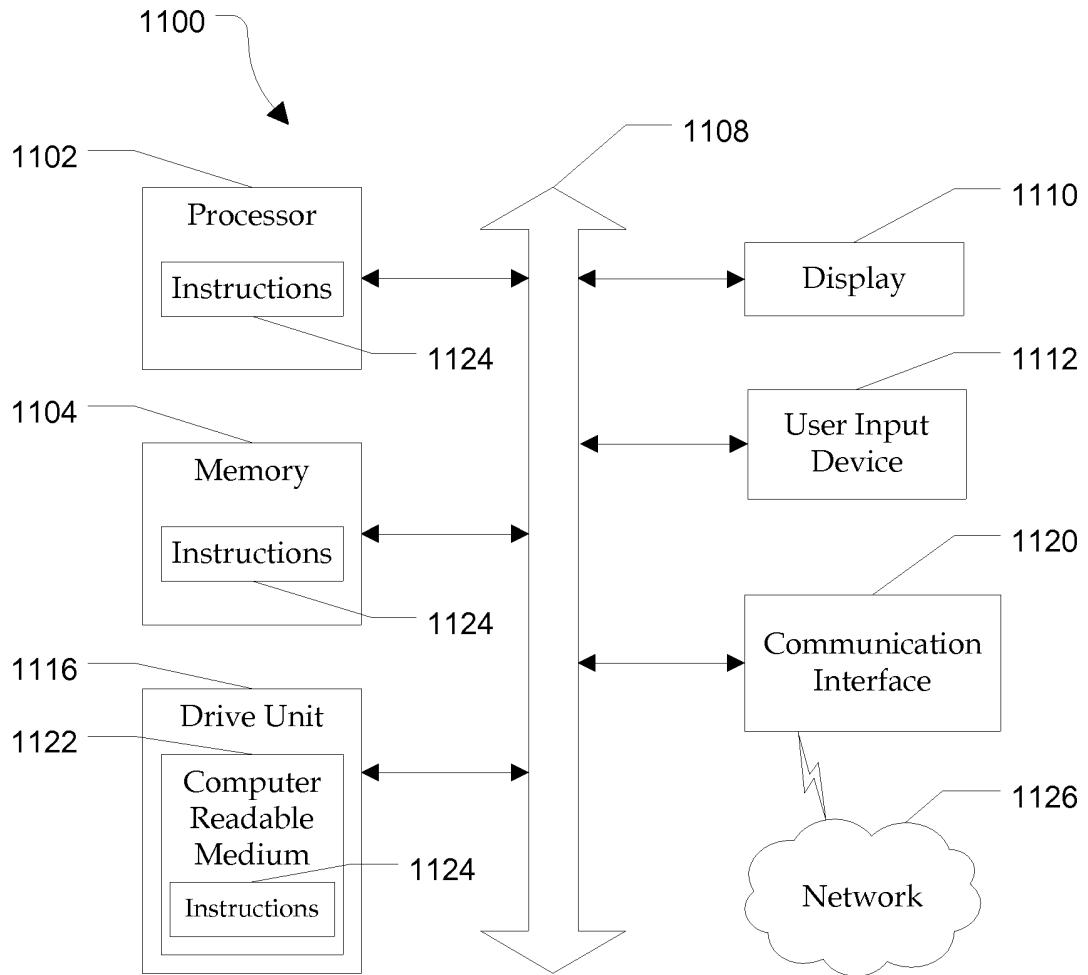 1100
1108
1102
Processor
Instructions
1124
1110
Display
1112
User Input
Device
1104
Memory
Instructions
1124
1120
Communication
Interface
1116
Drive Unit
1122
Computer
Readable
Medium
1124
Instructions
1126
Network